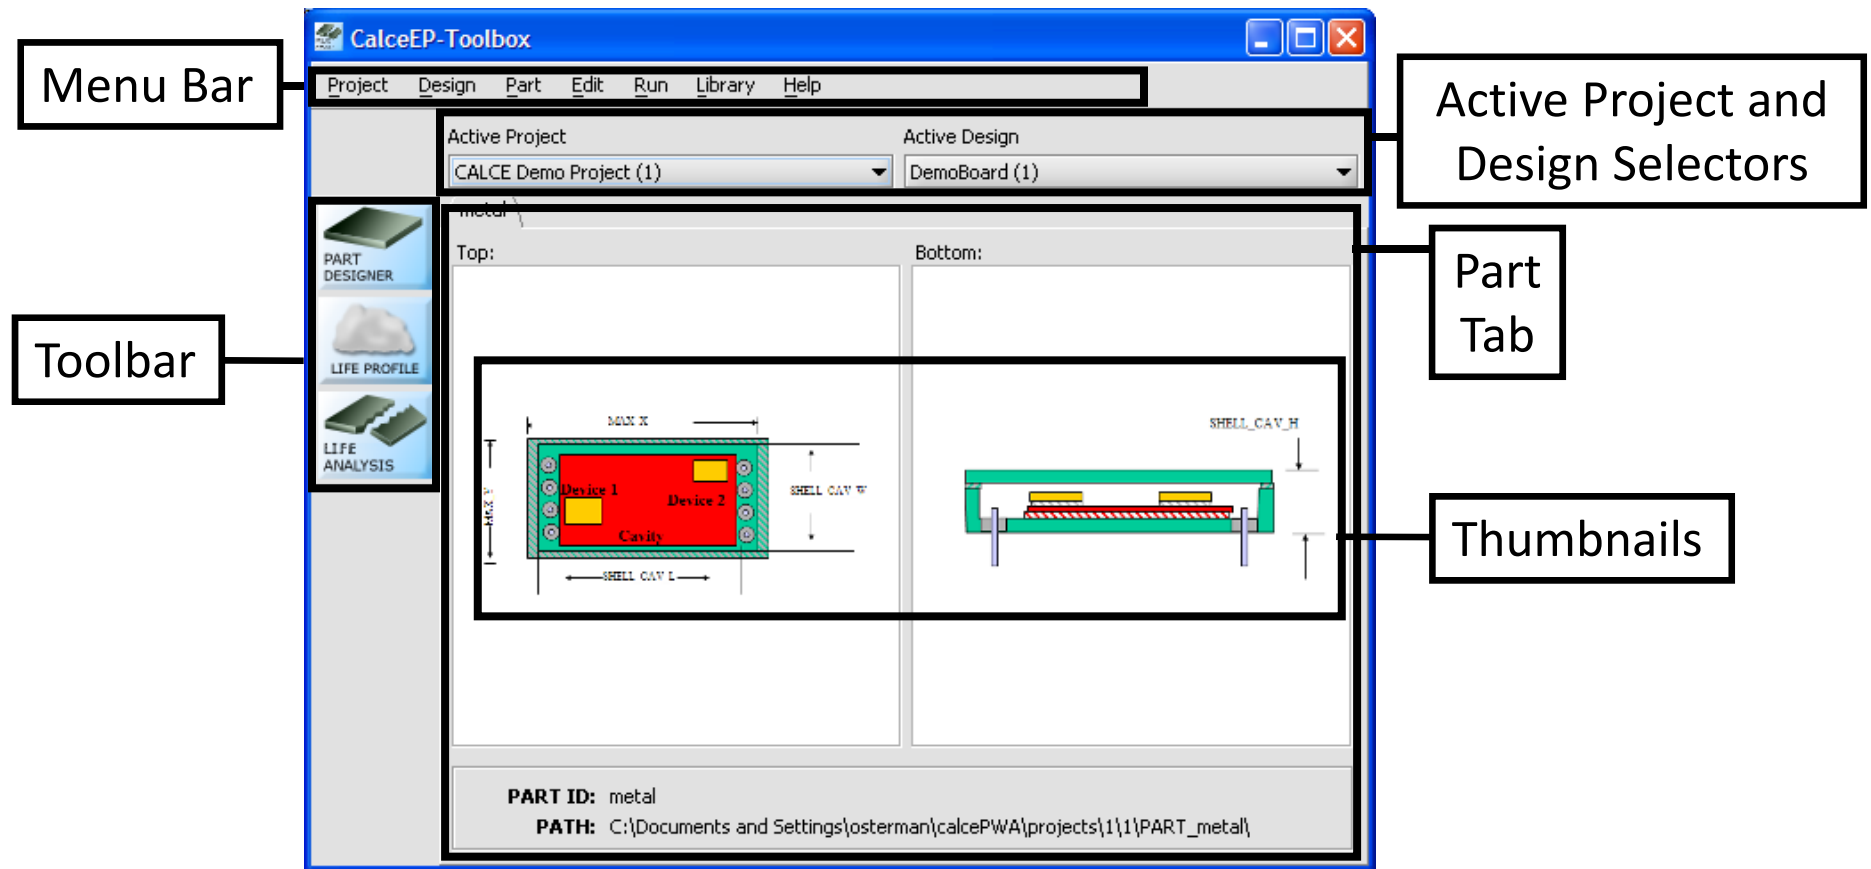 CalceEP-Toolbox
Menu Bar
Project Design Part Edit Run Library Help
Active Project and
Design Selectors
Active Project
Active Design
CALCE Demo Project (1)
DemoBoard (1)
metal
PART
DESIGNER
LIFE PROFILE
LIFE
ANALYSIS
Toolbar
Top:
Bottom:
Part
Tab
MAX X
SHELL_CAV_H
MAX Y
Device 1
Device 2
Cavity
SHELL CAV W
SHELL CAV L
Thumbnails
PART ID: metal
PATH: C:\Documents and Settings\osterman\calcePWA\projects\1\1\PART_metal\